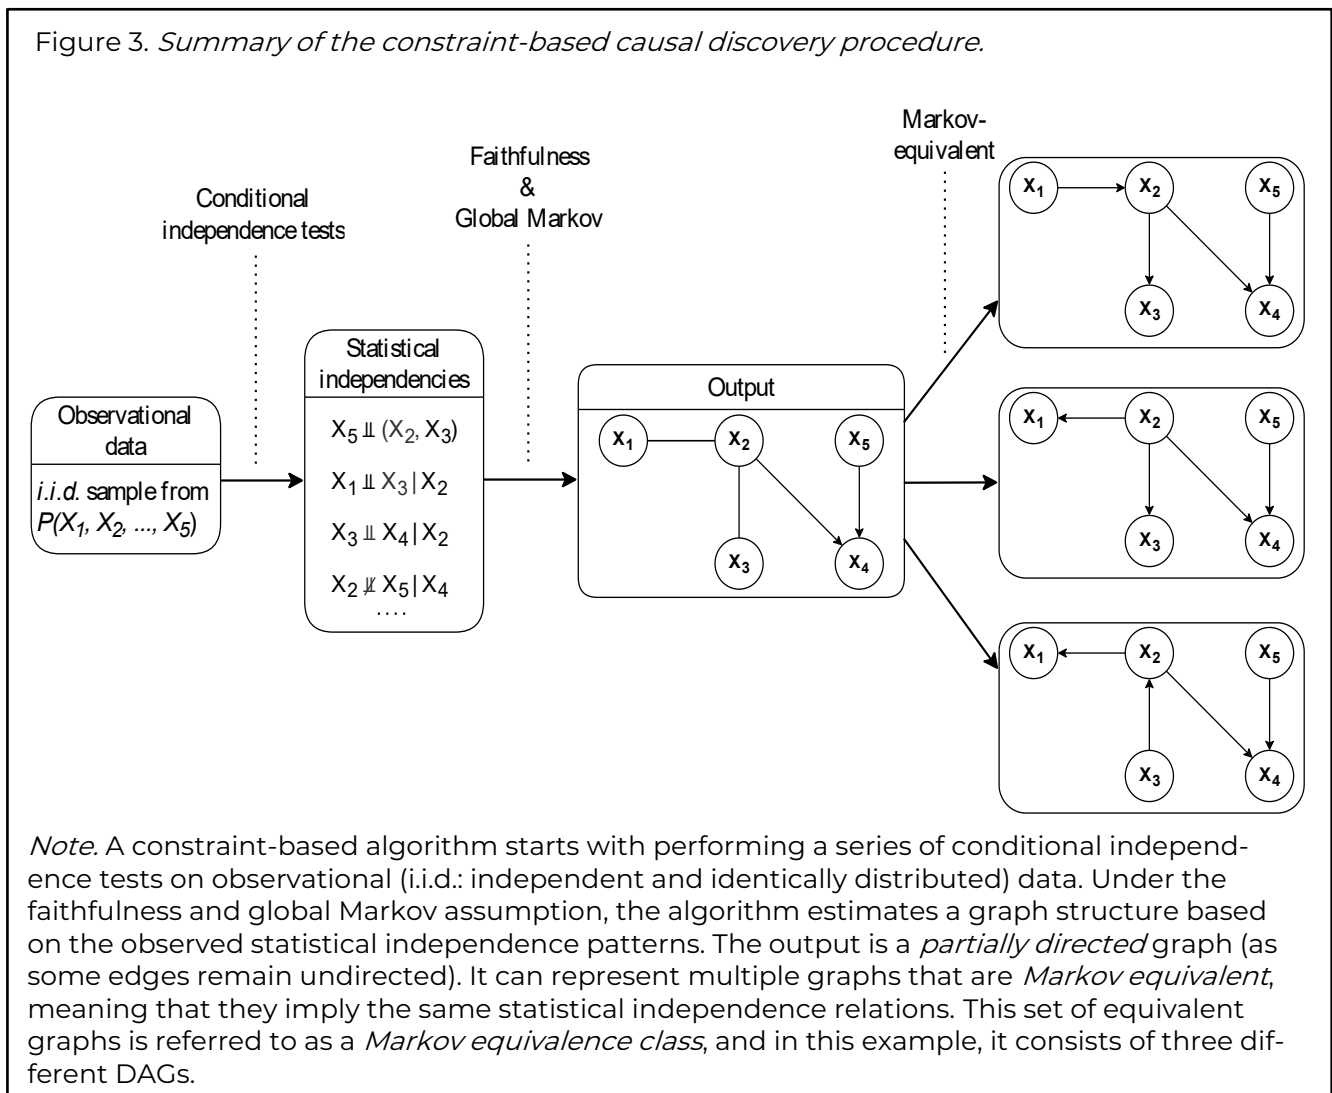 Figure 3. Summary of the constraint-based causal discovery procedure.
Conditional
independence tests
Faithfulness
&
Global Markov
Markov-
equivalent
Observational
data
i.i.d. sample from
P(X₁, X₂, ..., X₅)
Statistical
independencies
X₅ ⫫ (X₂, X₃)
X₁ ⫫ X₃ | X₂
X₃ ⫫ X₄ | X₂
X₂ ⫫̸ X₅ | X₄
....
Output
X₁ X₂ X₅
X₃ X₄
X₁ X₂ X₅
X₃ X₄
X₁ X₂ X₅
X₃ X₄
X₁ X₂ X₅
X₃ X₄
Note. A constraint-based algorithm starts with performing a series of conditional independ-
ence tests on observational (i.i.d.: independent and identically distributed) data. Under the
faithfulness and global Markov assumption, the algorithm estimates a graph structure based
on the observed statistical independence patterns. The output is a partially directed graph (as
some edges remain undirected). It can represent multiple graphs that are Markov equivalent,
meaning that they imply the same statistical independence relations. This set of equivalent
graphs is referred to as a Markov equivalence class, and in this example, it consists of three dif-
ferent DAGs.